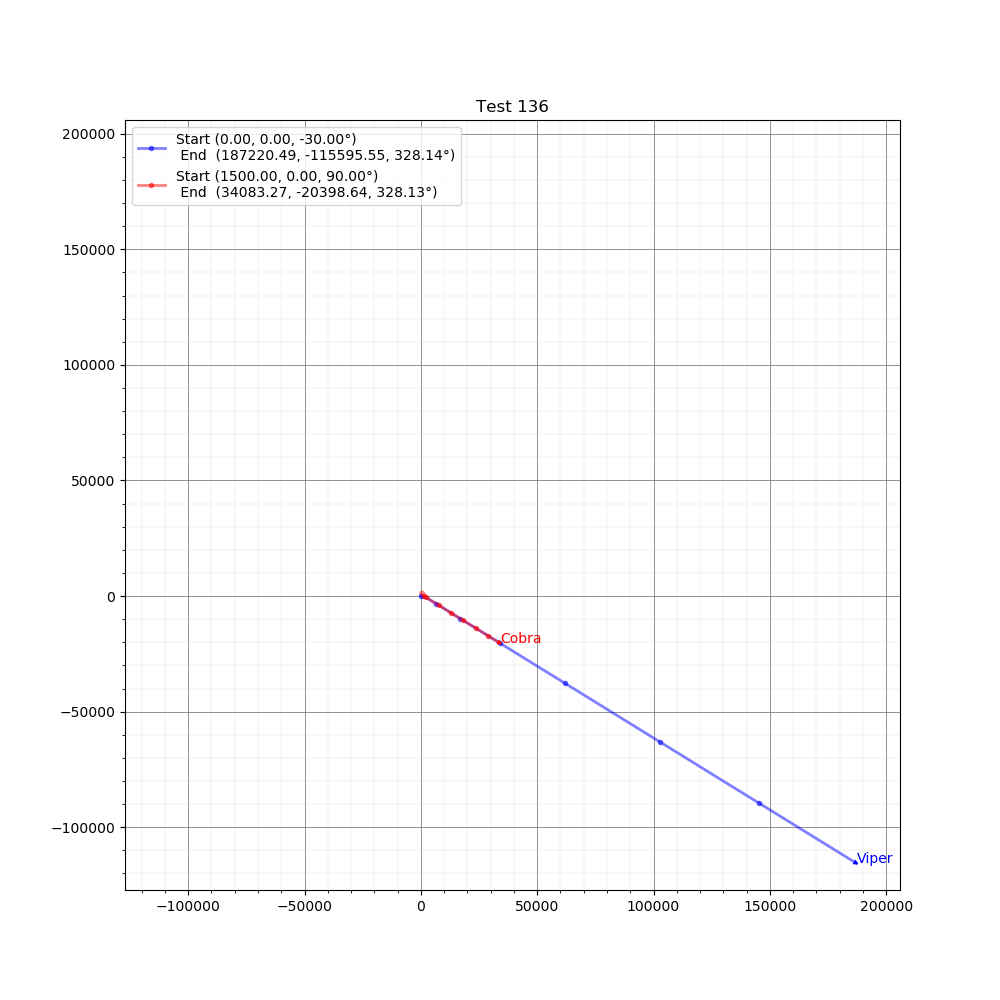 Test 136
Start (0.00, 0.00, -30.00°)
End (187220.49, -115595.55, 328.14°)
Start (1500.00, 0.00, 90.00°)
End (34083.27, -20398.64, 328.13°)
200000
150000
100000
50000
0
−50000
−100000
Cobra
Viper
−100000
−50000
0
50000
100000
150000
200000